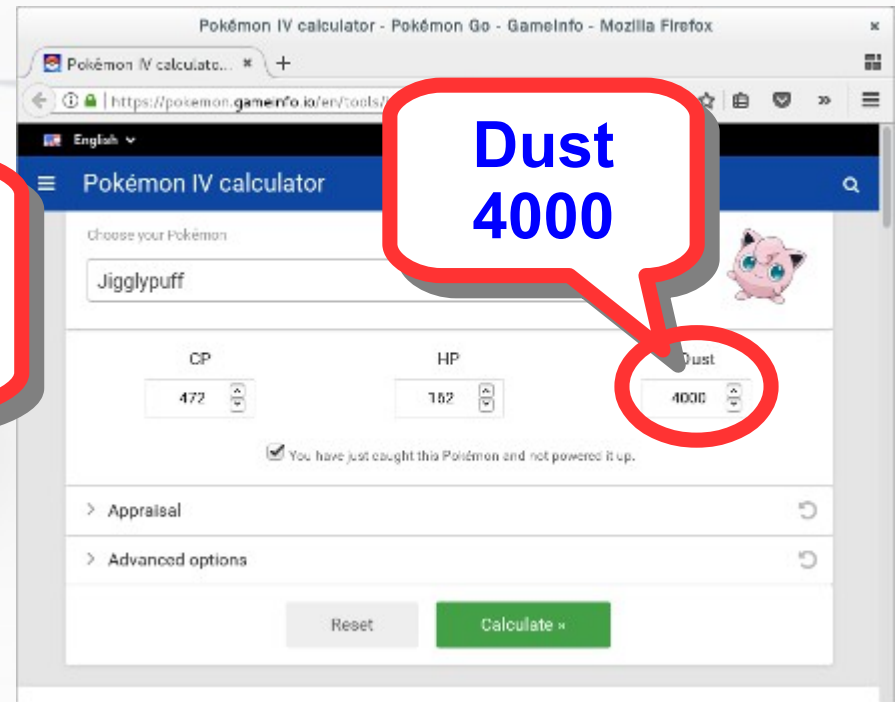 Pokémon IV calculator - Pokémon Go - GameInfo - Mozilla Firefox
Pokémon IV calculato...
https://pokemon.gameinfo.io/en/tools/
English
Dust
4000
Pokémon IV calculator
Choose your Pokémon
Jigglypuff
CP HP Dust
472 162 4000
You have just caught this Pokémon and not powered it up.
Appraisal
Advanced options
Reset Calculate »